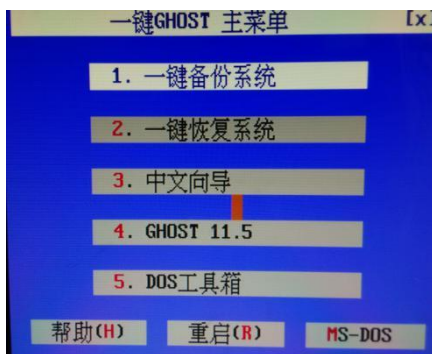 一键GHOST 主菜单 [x]
1. 一键备份系统
2. 一键恢复系统
3. 中文向导
4. GHOST 11.5
5. DOS工具箱
帮助(H) 重启(R) MS-DOS